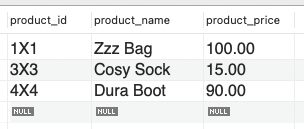 product_id product_name product_price
1X1 Zzz Bag 100.00
3X3 Cosy Sock 15.00
4X4 Dura Boot 90.00
NULL NULL NULL